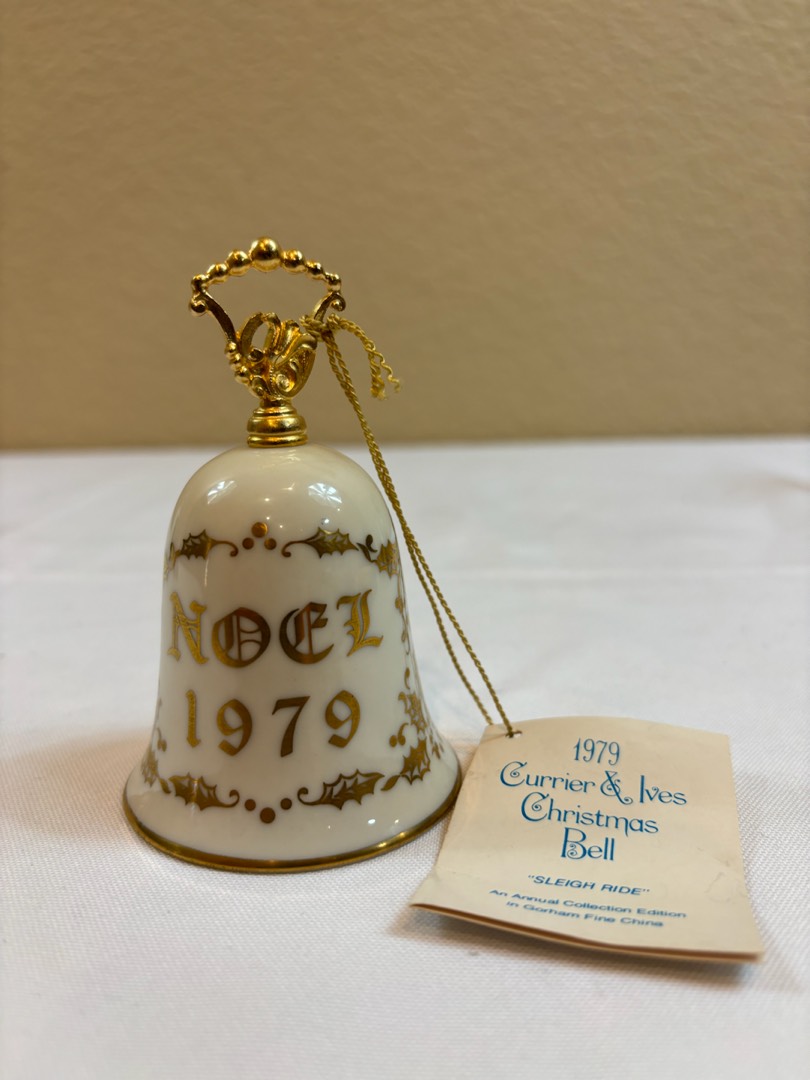 NOEL
1979
1979
Currier & Ives
Christmas
Bell
"SLEIGH RIDE"
An Annual Collection Edition
in Gorham Fine China